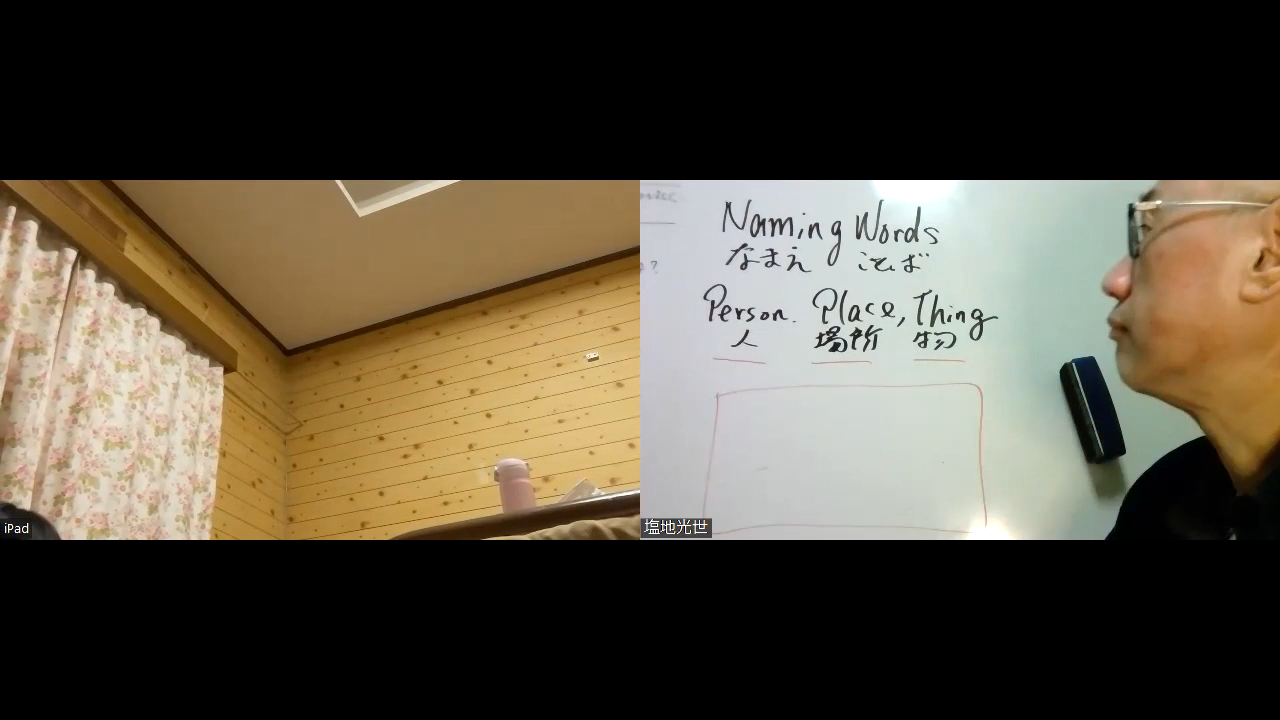 Naming Words
なまえ ことば
Person. Place, Thing
人 場所 物
iPad
塩地光世